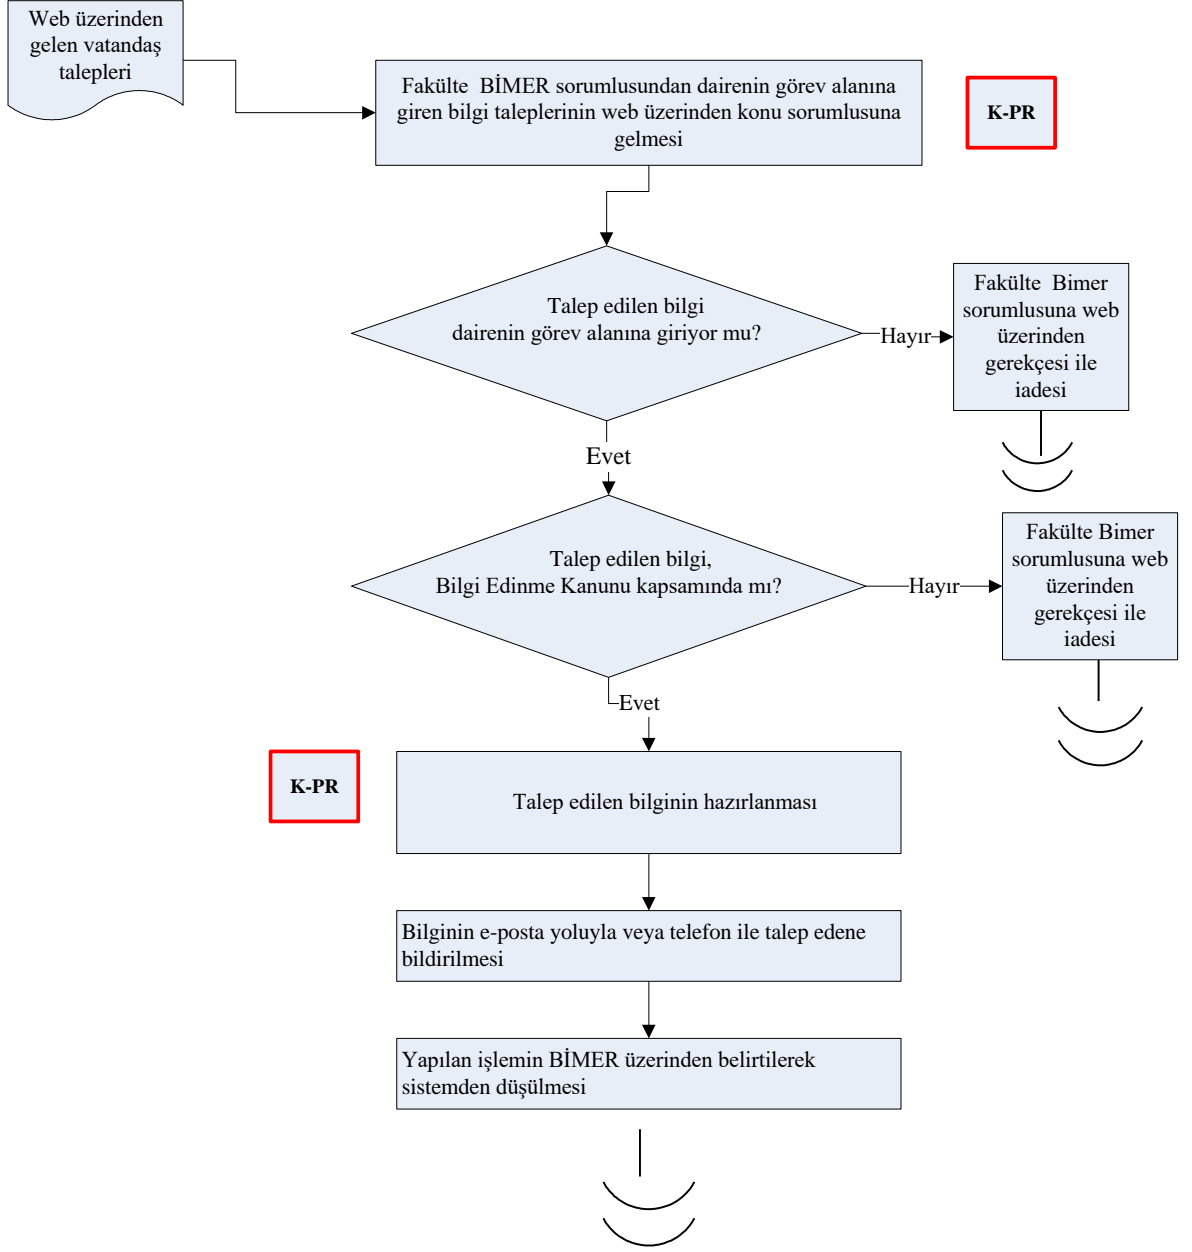 Web üzerinden
gelen vatandaş
talepleri
Fakülte BİMER sorumlusundan dairenin görev alanına
giren bilgi taleplerinin web üzerinden konu sorumlusuna
gelmesi
K-PR
Talep edilen bilgi
dairenin görev alanına giriyor mu?
Hayır
Fakülte Bimer
sorumlusuna web
üzerinden
gerekçesi ile
iadesi
Evet
Talep edilen bilgi,
Bilgi Edinme Kanunu kapsamında mı?
Hayır
Fakülte Bimer
sorumlusuna web
üzerinden
gerekçesi ile
iadesi
Evet
K-PR
Talep edilen bilginin hazırlanması
Bilginin e-posta yoluyla veya telefon ile talep edene
bildirilmesi
Yapılan işlemin BİMER üzerinden belirtilerek
sistemden düşülmesi